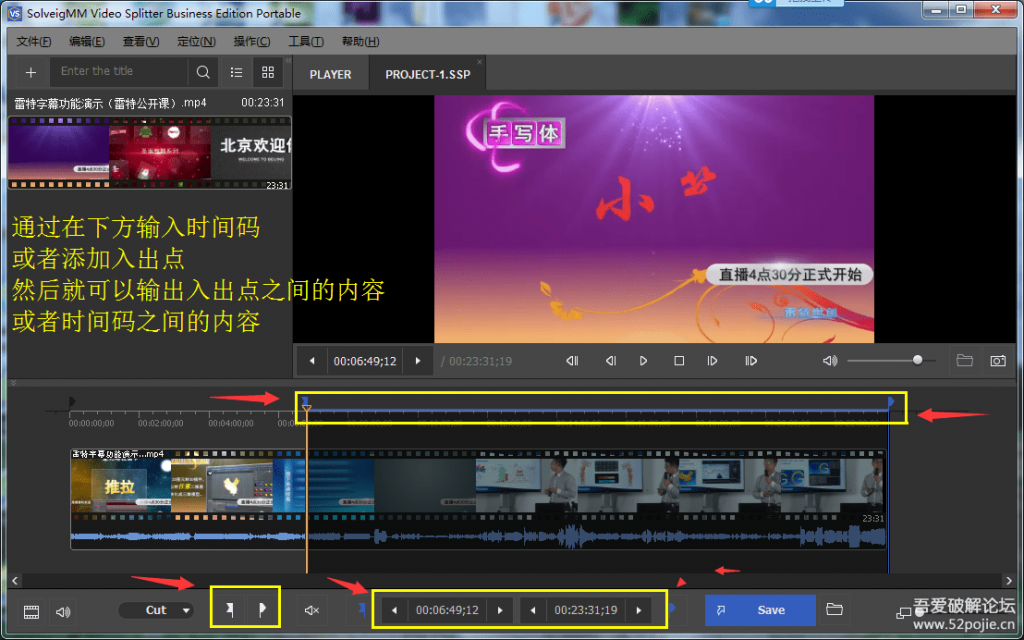 SolveigMM Video Splitter Business Edition Portable
文件(F) 编辑(E) 查看(V) 定位(N) 操作(C) 工具(T) 帮助(H)
Enter the title
PLAYER
PROJECT-1.SSP
雷特字幕功能演示（雷特公开课）.mp4 00:23:31
北京欢迎
WELCOME TO BEIJING
23:31
通过在下方输入时间码
或者添加入出点
然后就可以输出入出点之间的内容
或者时间码之间的内容
手写体
小
直播4点30分正式开始
00:06:49;12 / 00:23:31;19
00:00:00;00 00:02:00;00 00:04:00;00
雷特字幕功能演示...mp4
推拉
23:31
Cut
00:06:49;12
00:23:31;19
Save
吾爱破解论坛
www.52pojie.cn